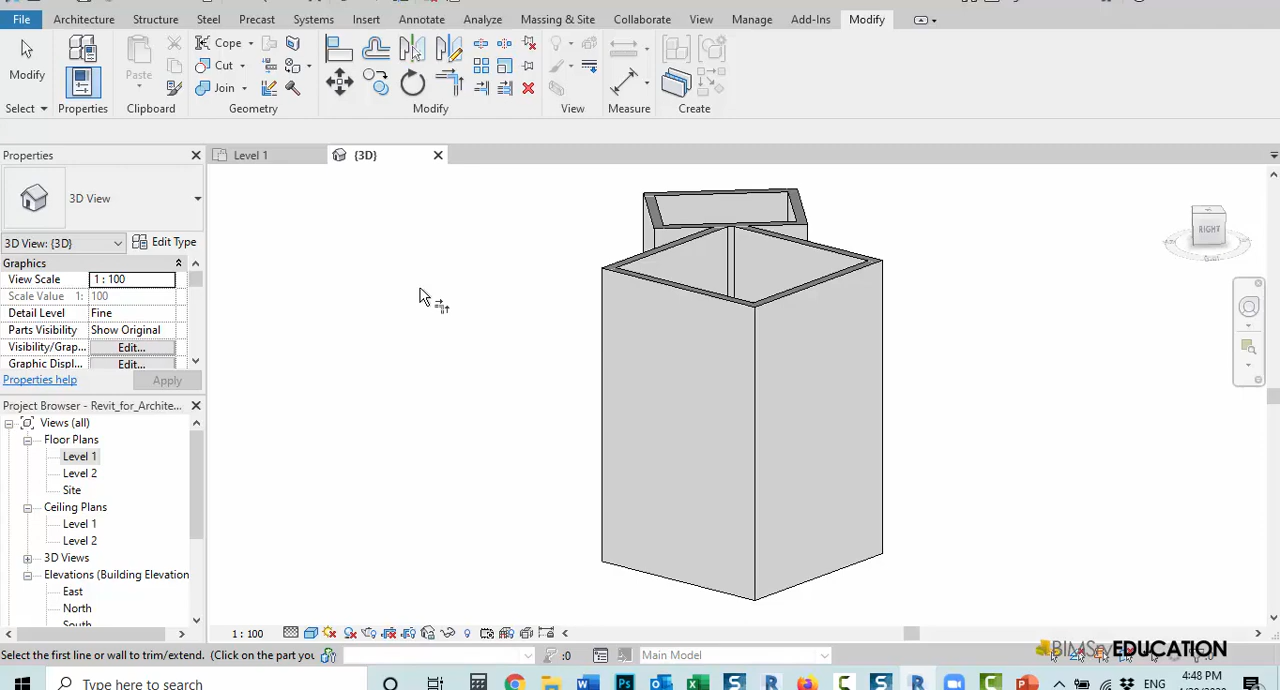 File Architecture Structure Steel Precast Systems Insert Annotate Analyze Massing & Site Collaborate View Manage Add-Ins Modify
Cope
Modify Paste Cut
Join
Select Properties Clipboard Geometry Modify View Measure Create
Properties
Level 1
{3D}
3D View
3D View: {3D} Edit Type
Graphics
View Scale 1 : 100
Scale Value 1: 100
Detail Level Fine
Parts Visibility Show Original
Visibility/Grap... Edit...
Graphic Displ... Edit...
Properties help Apply
RIGHT
Project Browser - Revit_for_Archite...
Views (all)
Floor Plans
Level 1
Level 2
Site
Ceiling Plans
Level 1
Level 2
3D Views
Elevations (Building Elevation
East
North
South
1 : 100
Select the first line or wall to trim/extend. (Click on the part you :0 Main Model
BIMSTEDUCATION
Type here to search
ENG 4:48 PM